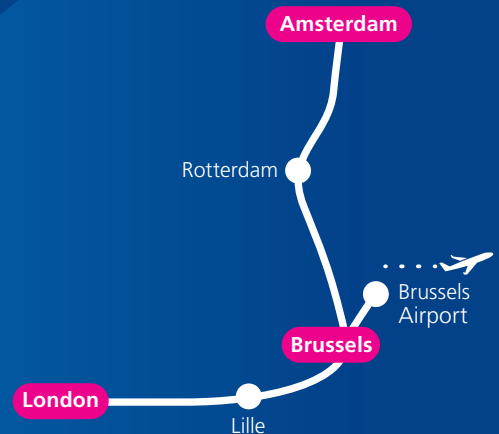 Amsterdam
Rotterdam
Brussels
Airport
Brussels
London
Lille